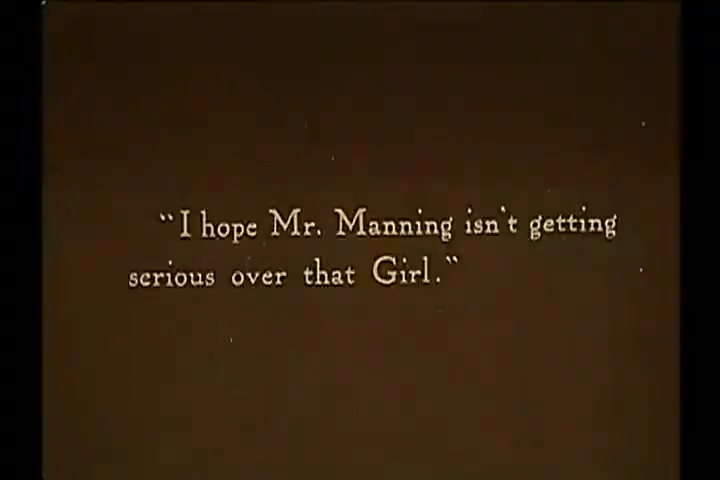 "I hope Mr. Manning isn't getting
serious over that Girl."